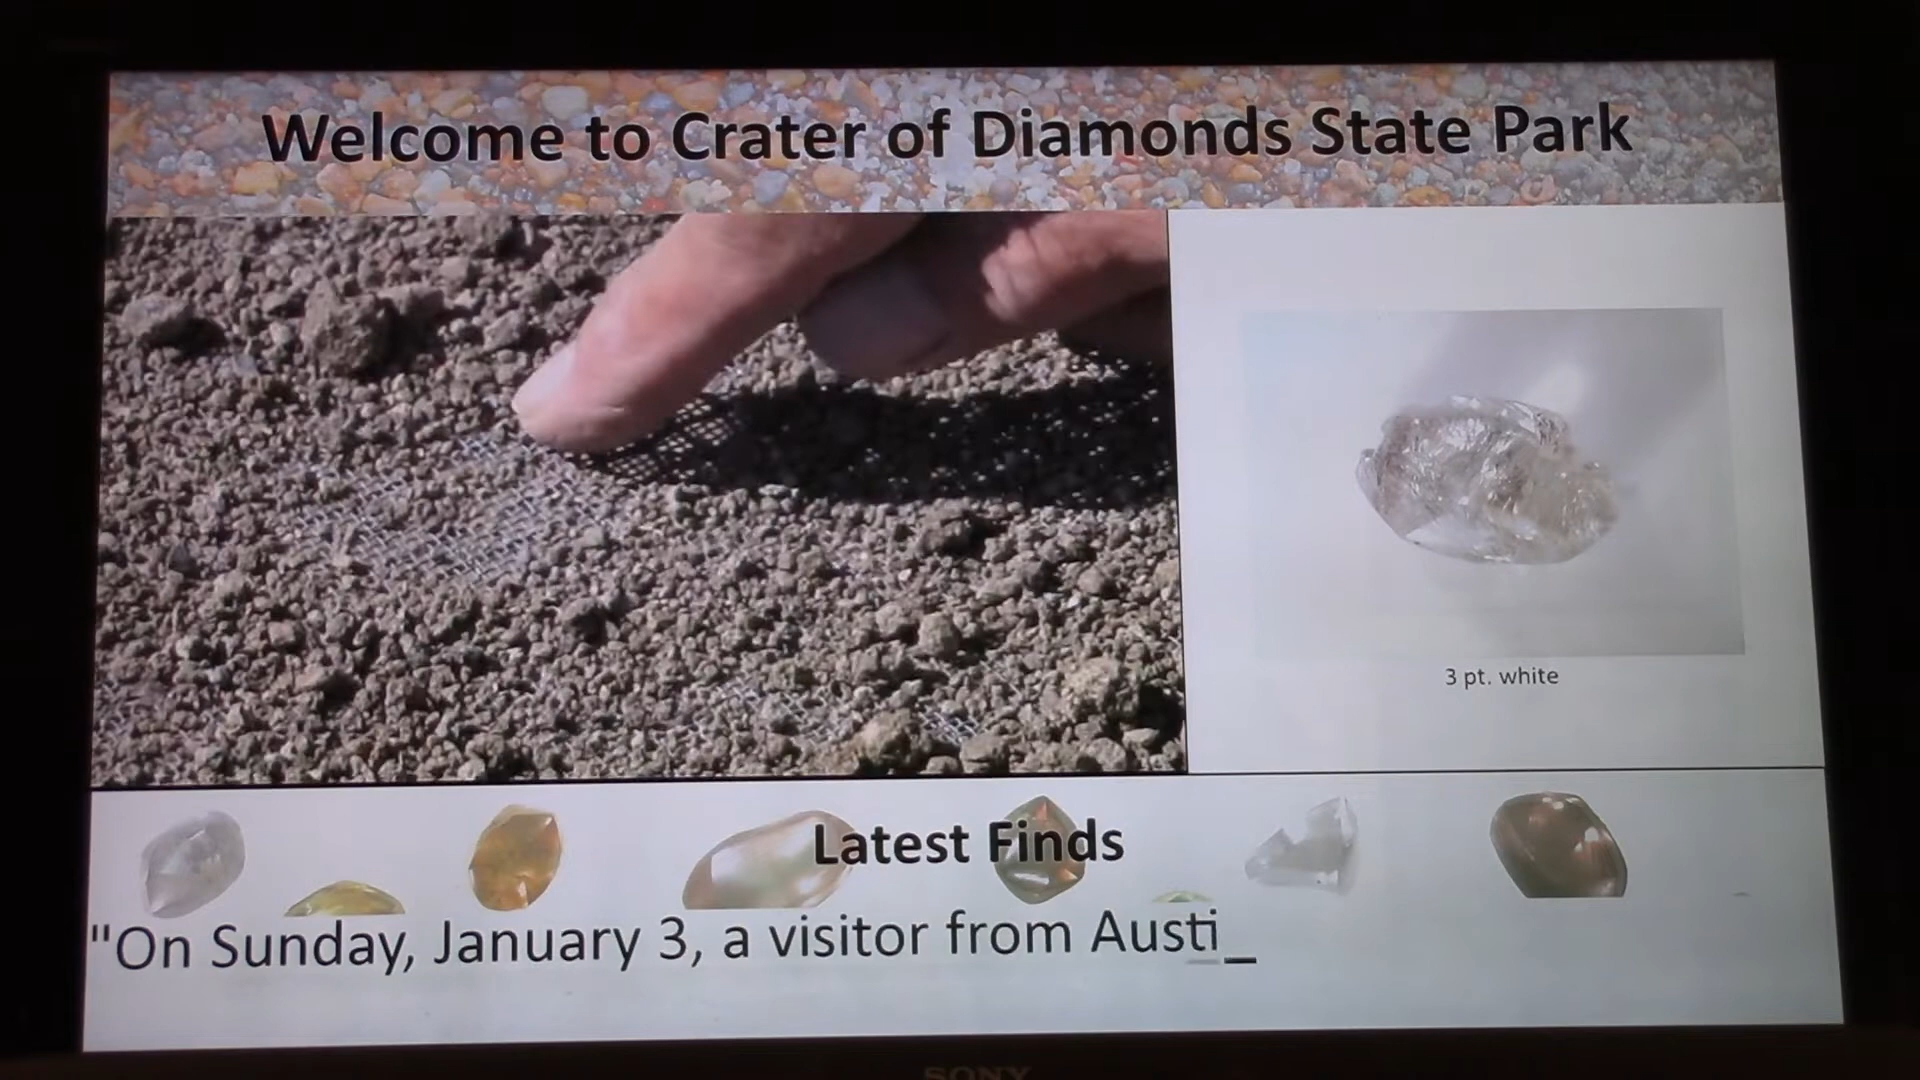 Welcome to Crater of Diamonds State Park
3 pt. white
Latest Finds
"On Sunday, January 3, a visitor from Austi_
SONY